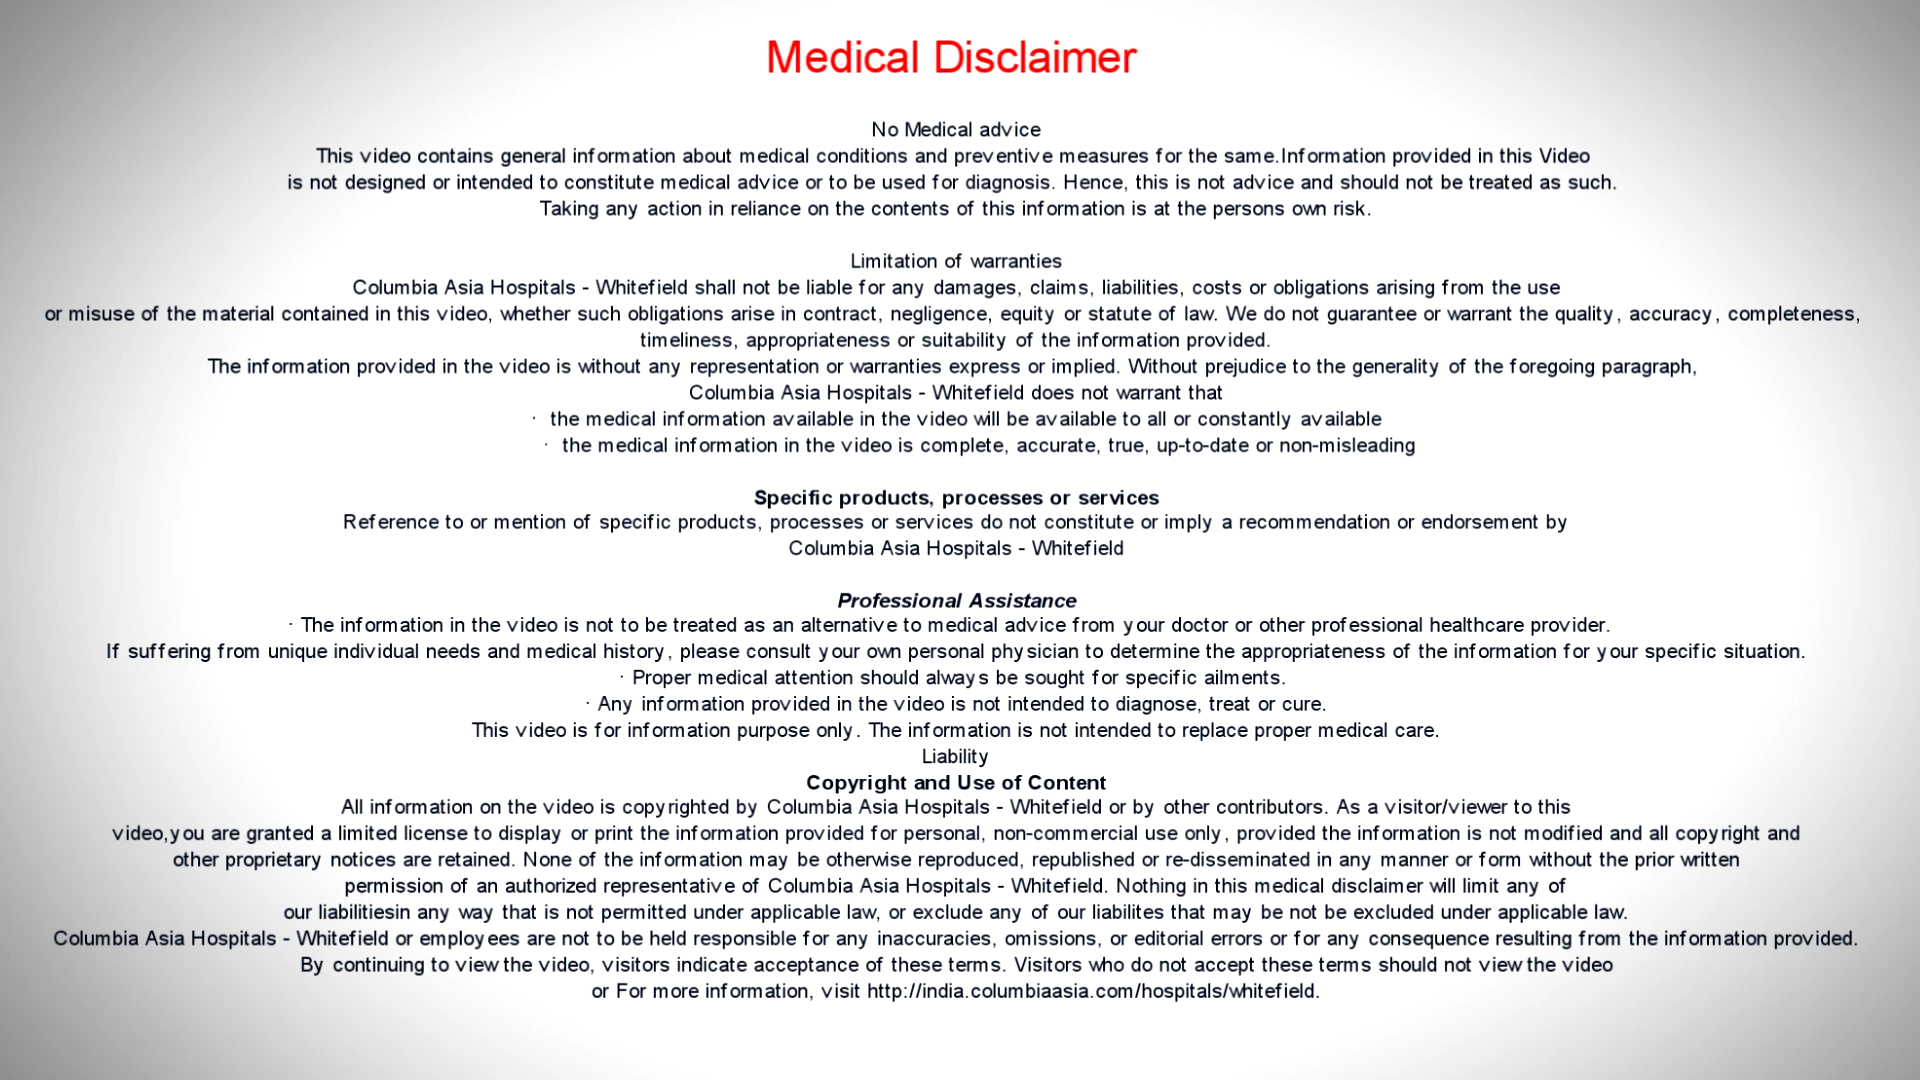 Medical Disclaimer
No Medical advice
This video contains general information about medical conditions and preventive measures for the same.Information provided in this Video
is not designed or intended to constitute medical advice or to be used for diagnosis. Hence, this is not advice and should not be treated as such.
Taking any action in reliance on the contents of this information is at the persons own risk.
Limitation of warranties
Columbia Asia Hospitals - Whitefield shall not be liable for any damages, claims, liabilities, costs or obligations arising from the use
or misuse of the material contained in this video, whether such obligations arise in contract, negligence, equity or statute of law. We do not guarantee or warrant the quality, accuracy, completeness,
timeliness, appropriateness or suitability of the information provided.
The information provided in the video is without any representation or warranties express or implied. Without prejudice to the generality of the foregoing paragraph,
Columbia Asia Hospitals - Whitefield does not warrant that
· the medical information available in the video will be available to all or constantly available
· the medical information in the video is complete, accurate, true, up-to-date or non-misleading
Specific products, processes or services
Reference to or mention of specific products, processes or services do not constitute or imply a recommendation or endorsement by
Columbia Asia Hospitals - Whitefield
Professional Assistance
· The information in the video is not to be treated as an alternative to medical advice from your doctor or other professional healthcare provider.
If suffering from unique individual needs and medical history, please consult your own personal physician to determine the appropriateness of the information for your specific situation.
· Proper medical attention should always be sought for specific ailments.
· Any information provided in the video is not intended to diagnose, treat or cure.
This video is for information purpose only. The information is not intended to replace proper medical care.
Liability
Copyright and Use of Content
All information on the video is copyrighted by Columbia Asia Hospitals - Whitefield or by other contributors. As a visitor/viewer to this
video,you are granted a limited license to display or print the information provided for personal, non-commercial use only, provided the information is not modified and all copyright and
other proprietary notices are retained. None of the information may be otherwise reproduced, republished or re-disseminated in any manner or form without the prior written
permission of an authorized representative of Columbia Asia Hospitals - Whitefield. Nothing in this medical disclaimer will limit any of
our liabilitiesin any way that is not permitted under applicable law, or exclude any of our liabilites that may be not be excluded under applicable law.
Columbia Asia Hospitals - Whitefield or employees are not to be held responsible for any inaccuracies, omissions, or editorial errors or for any consequence resulting from the information provided.
By continuing to view the video, visitors indicate acceptance of these terms. Visitors who do not accept these terms should not view the video
or For more information, visit http://india.columbiaasia.com/hospitals/whitefield.